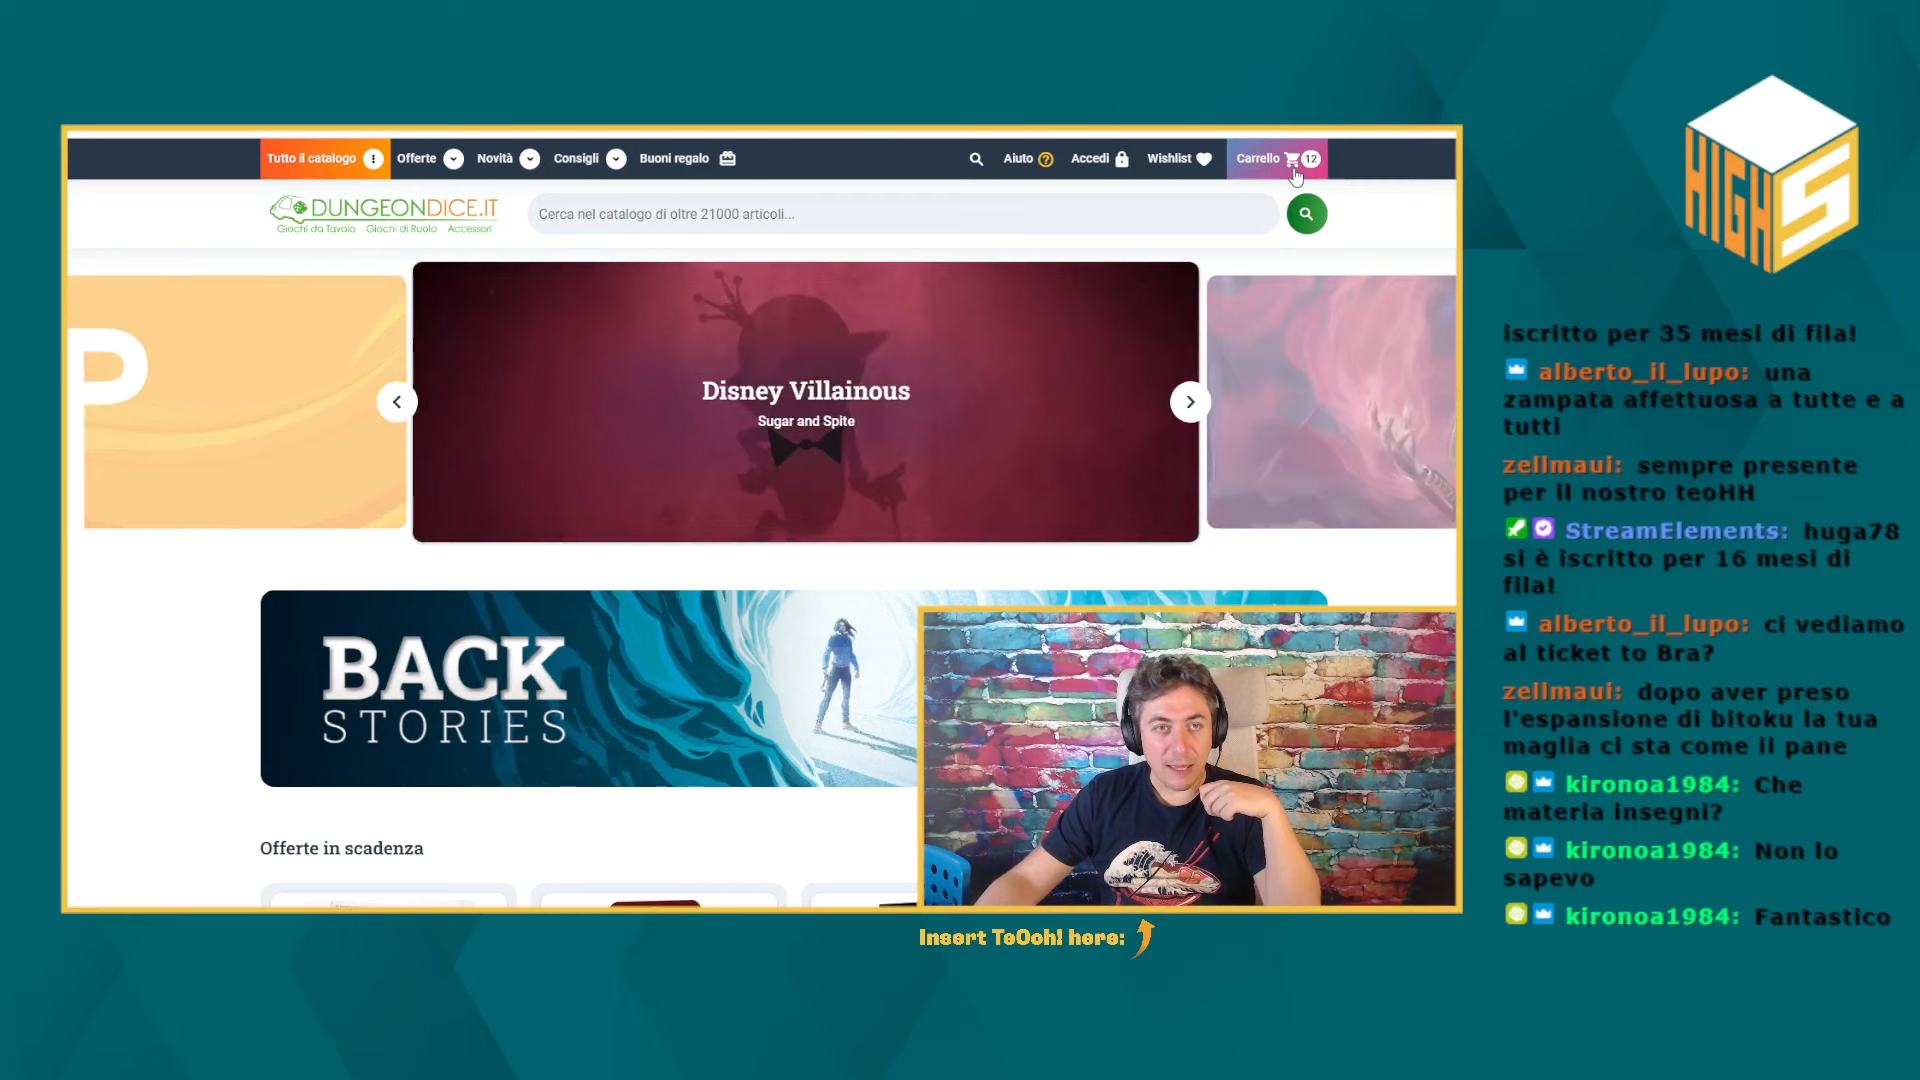 Tutto il catalogo
Offerte
Novità
Consigli
Buoni regalo
Aiuto
Accedi
Wishlist
Carrello
12
DUNGEONDICE.IT
Giochi da Tavolo Giochi di Ruolo Accessori
Cerca nel catalogo di oltre 21000 articoli...
P
Disney Villainous
Sugar and Spite
BACK
STORIES
Offerte in scadenza
Insert TeOoh! here:
HIGH
5
iscritto per 35 mesi di fila!
alberto_il_lupo: una
zampata affettuosa a tutte e a
tutti
zellmaui: sempre presente
per il nostro teoHH
StreamElements: huga78
si è iscritto per 16 mesi di
fila!
alberto_il_lupo: ci vediamo
al ticket to Bra?
zellmaui: dopo aver preso
l'espansione di bitoku la tua
maglia ci sta come il pane
kironoa1984: Che
materia insegni?
kironoa1984: Non lo
sapevo
kironoa1984: Fantastico